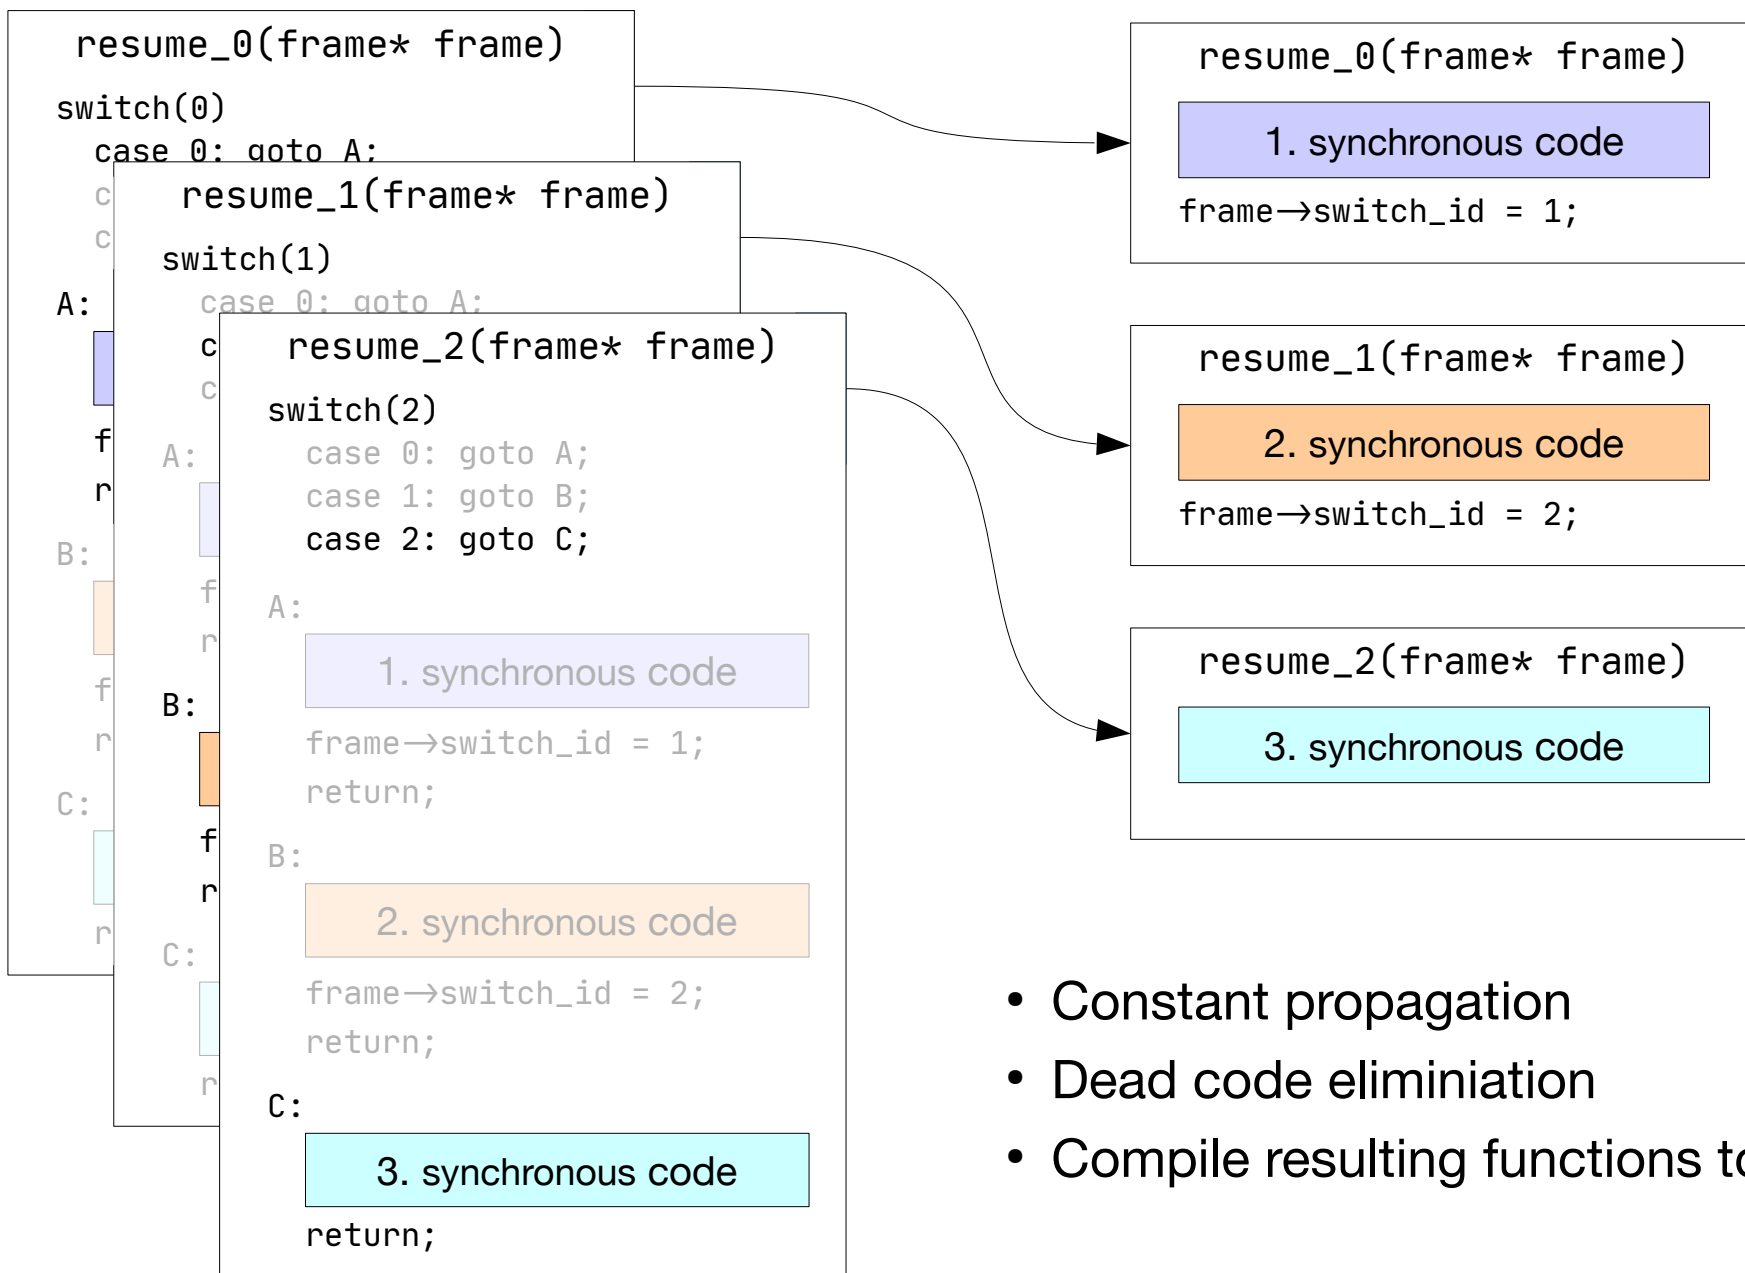 resume_0(frame* frame)
switch(0)
case 0: goto A;
c
c
A:
f
r
B:
f
r
C:
r
resume_1(frame* frame)
switch(1)
case 0: goto A;
c
c
A:
f
r
B:
f
r
C:
r
resume_2(frame* frame)
switch(2)
case 0: goto A;
case 1: goto B;
case 2: goto C;
A:
1. synchronous code
frame→switch_id = 1;
return;
B:
2. synchronous code
frame→switch_id = 2;
return;
C:
3. synchronous code
return;
resume_0(frame* frame)
1. synchronous code
frame→switch_id = 1;
resume_1(frame* frame)
2. synchronous code
frame→switch_id = 2;
resume_2(frame* frame)
3. synchronous code
• Constant propagation
• Dead code eliminiation
• Compile resulting functions to